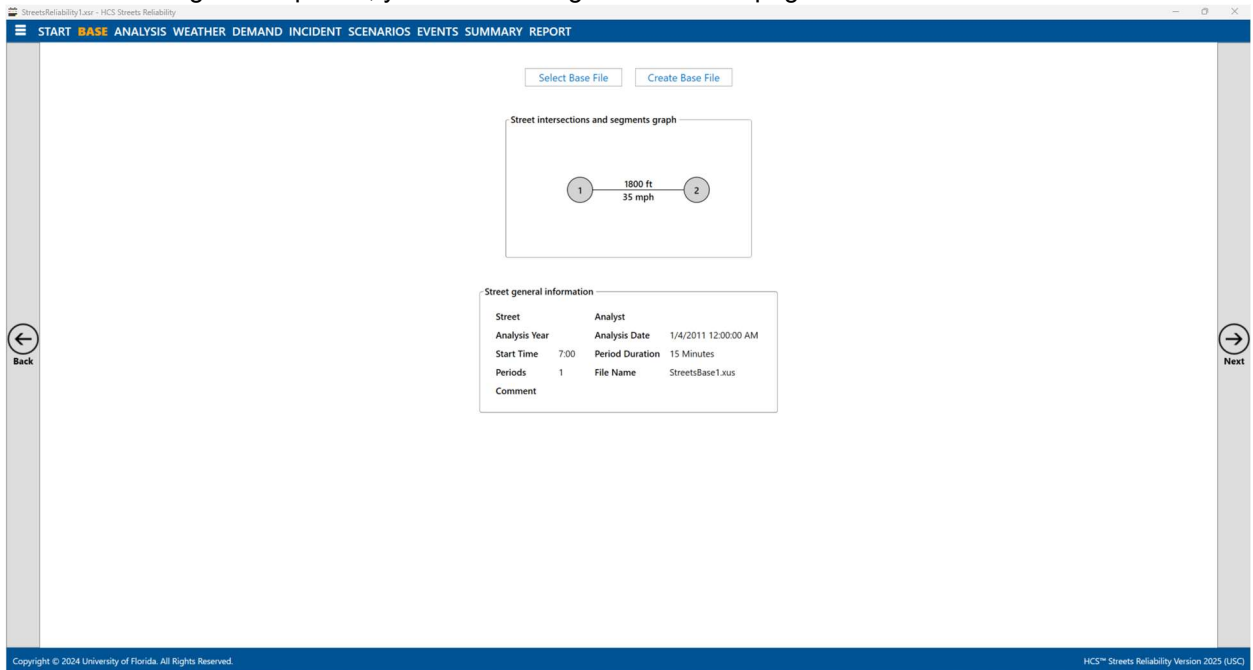 StreetsReliability1.xsr - HCS Streets Reliability
START BASE ANALYSIS WEATHER DEMAND INCIDENT SCENARIOS EVENTS SUMMARY REPORT
Select Base File Create Base File
Street intersections and segments graph
1 1800 ft 2
35 mph
Street general information
Street Analyst
Analysis Year Analysis Date 1/4/2011 12:00:00 AM
Start Time 7:00 Period Duration 15 Minutes
Periods 1 File Name StreetsBase1.xus
Comment
Back
Next
Copyright © 2024 University of Florida. All Rights Reserved. HCS™ Streets Reliability Version 2025 (USC)